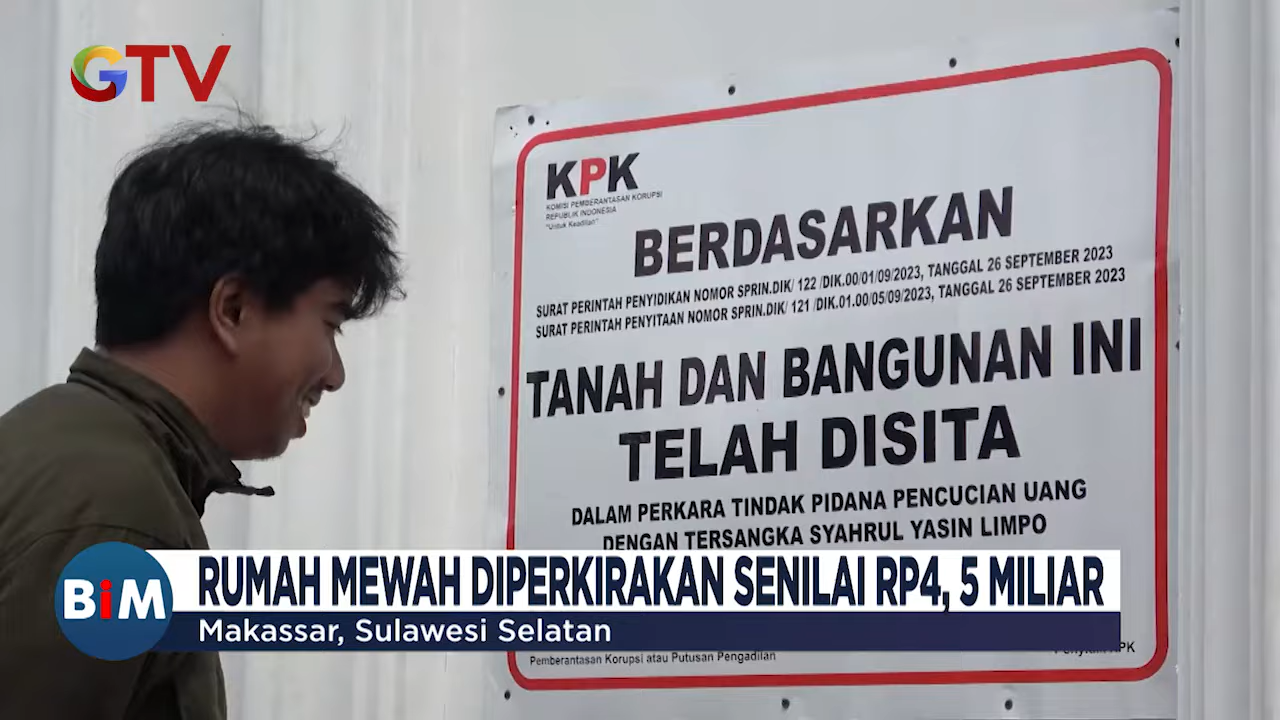 GTV
KPK
KOMISI PEMBERANTASAN KORUPSI
REPUBLIK INDONESIA
"Untuk Keadilan"
BERDASARKAN
SURAT PERINTAH PENYIDIKAN NOMOR SPRIN.DIK/ 122 /DIK.00/01/09/2023, TANGGAL 26 SEPTEMBER 2023
SURAT PERINTAH PENYITAAN NOMOR SPRIN.DIK/ 121 /DIK.01.00/05/09/2023, TANGGAL 26 SEPTEMBER 2023
TANAH DAN BANGUNAN INI
TELAH DISITA
DALAM PERKARA TINDAK PIDANA PENCUCIAN UANG
DENGAN TERSANGKA SYAHRUL YASIN LIMPO
BiM
RUMAH MEWAH DIPERKIRAKAN SENILAI RP4, 5 MILIAR
Makassar, Sulawesi Selatan
Pemberantasan Korupsi atau Putusan Pengadilan
KPK